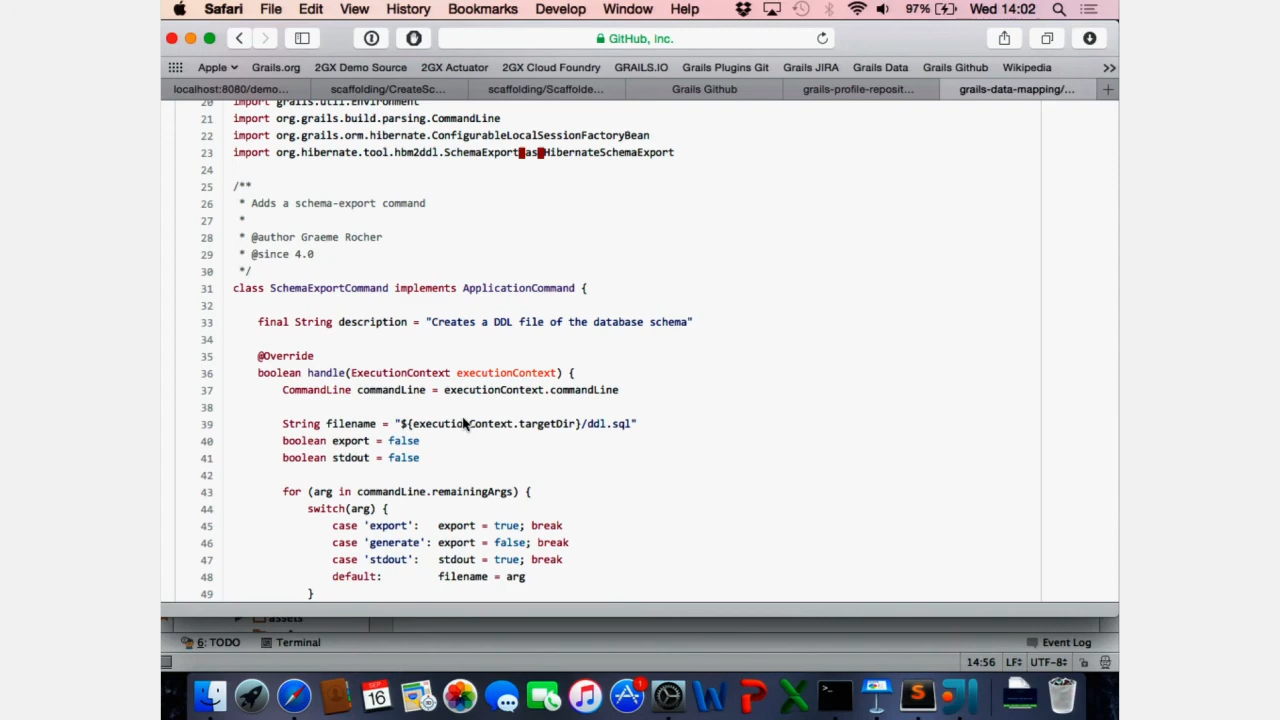 Safari File Edit View History Bookmarks Develop Window Help 97% Wed 14:02
GitHub, Inc.
Apple Grails.org 2GX Demo Source 2GX Actuator 2GX Cloud Foundry GRAILS.IO Grails Plugins Git Grails JIRA Grails Data Grails Github Wikipedia >>
localhost:8080/demo... scaffolding/CreateSc... scaffolding/Scaffolde... Grails Github grails-profile-reposit... grails-data-mapping/... +
20 import grails.util.Environment
21 import org.grails.build.parsing.CommandLine
22 import org.grails.orm.hibernate.ConfigurableLocalSessionFactoryBean
23 import org.hibernate.tool.hbm2ddl.SchemaExport as HibernateSchemaExport
24
25 /**
26 * Adds a schema-export command
27 *
28 * @author Graeme Rocher
29 * @since 4.0
30 */
31 class SchemaExportCommand implements ApplicationCommand {
32
33 final String description = "Creates a DDL file of the database schema"
34
35 @Override
36 boolean handle(ExecutionContext executionContext) {
37 CommandLine commandLine = executionContext.commandLine
38
39 String filename = "${executionContext.targetDir}/ddl.sql"
40 boolean export = false
41 boolean stdout = false
42
43 for (arg in commandLine.remainingArgs) {
44 switch(arg) {
45 case 'export': export = true; break
46 case 'generate': export = false; break
47 case 'stdout': stdout = true; break
48 default: filename = arg
49 }
assets
6: TODO Terminal Event Log
14:56 LF UTF-8
SEP 16 1